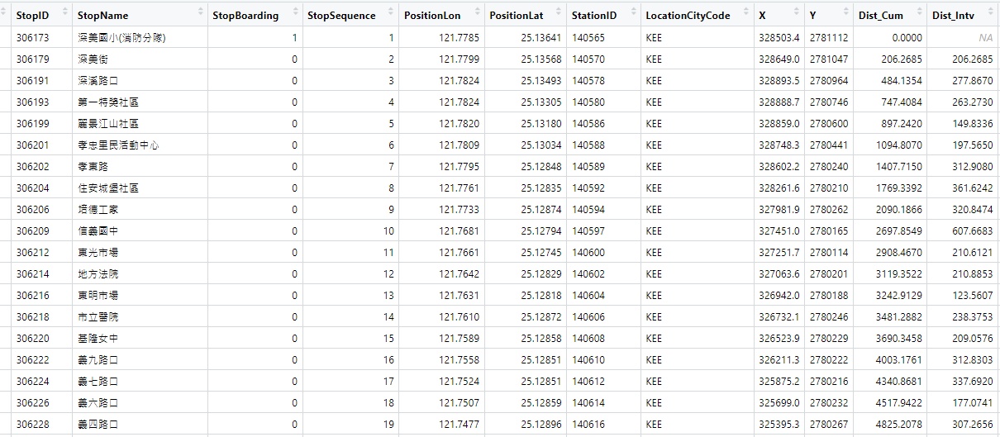 StopID StopName StopBoarding StopSequence PositionLon PositionLat StationID LocationCityCode X Y Dist_Cum Dist_Intv
306173 深美國小(消防分隊) 1 1 121.7785 25.13641 140565 KEE 328503.4 2781112 0.0000 NA
306179 深美街 0 2 121.7799 25.13568 140570 KEE 328649.0 2781047 206.2685 206.2685
306191 深溪路口 0 3 121.7824 25.13493 140578 KEE 328893.5 2780964 484.1354 277.8670
306193 第一特獎社區 0 4 121.7824 25.13305 140580 KEE 328888.7 2780746 747.4084 263.2730
306199 麗景江山社區 0 5 121.7820 25.13180 140586 KEE 328859.0 2780600 897.2420 149.8336
306201 孝忠里民活動中心 0 6 121.7809 25.13034 140588 KEE 328748.3 2780441 1094.8070 197.5650
306202 孝東路 0 7 121.7795 25.12848 140589 KEE 328602.2 2780240 1407.7150 312.9080
306204 住安城堡社區 0 8 121.7761 25.12835 140592 KEE 328261.6 2780210 1769.3392 361.6242
306206 培德工家 0 9 121.7733 25.12874 140594 KEE 327981.9 2780262 2090.1866 320.8474
306209 信義國中 0 10 121.7681 25.12794 140597 KEE 327451.0 2780165 2697.8549 607.6683
306212 東光市場 0 11 121.7661 25.12745 140600 KEE 327251.7 2780114 2908.4670 210.6121
306214 地方法院 0 12 121.7642 25.12829 140602 KEE 327063.6 2780201 3119.3522 210.8853
306216 東明市場 0 13 121.7631 25.12818 140604 KEE 326942.0 2780188 3242.9129 123.5607
306218 市立醫院 0 14 121.7610 25.12872 140606 KEE 326732.1 2780246 3481.2882 238.3753
306220 基隆女中 0 15 121.7589 25.12858 140608 KEE 326523.9 2780229 3690.3458 209.0576
306222 義九路口 0 16 121.7558 25.12851 140610 KEE 326211.3 2780222 4003.1761 312.8303
306224 義七路口 0 17 121.7524 25.12851 140612 KEE 325875.2 2780216 4340.8681 337.6920
306226 義六路口 0 18 121.7507 25.12859 140614 KEE 325699.0 2780232 4517.9422 177.0741
306228 義四路口 0 19 121.7477 25.12896 140616 KEE 325395.3 2780267 4825.2078 307.2656